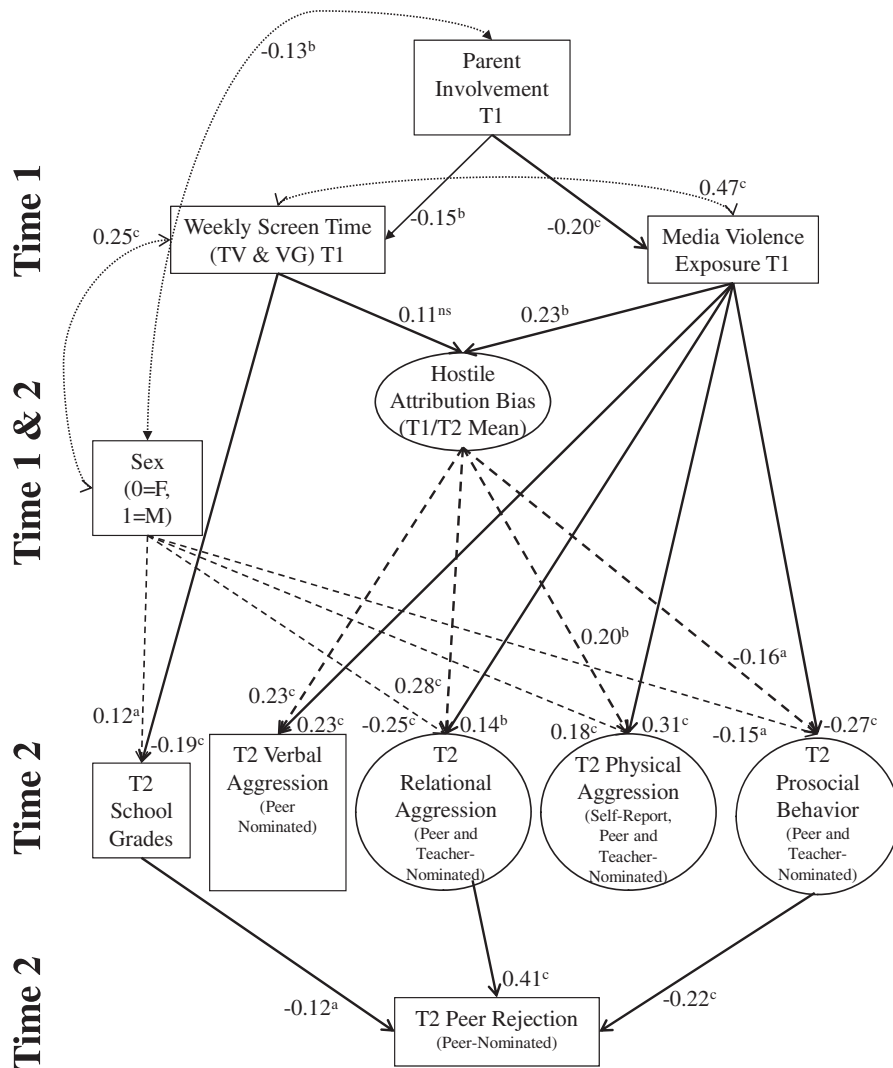 -0.13ᵇ
Parent
Involvement
T1
Time 1
0.47ᶜ
0.25ᶜ
Weekly Screen Time
(TV & VG) T1
-0.15ᵇ
-0.20ᶜ
Media Violence
Exposure T1
0.11ⁿˢ
0.23ᵇ
Time 1 & 2
Hostile
Attribution Bias
(T1/T2 Mean)
Sex
(0=F,
1=M)
0.20ᵇ
-0.16ᵃ
0.12ᵃ
-0.19ᶜ
0.23ᶜ
0.23ᶜ
0.28ᶜ
-0.25ᶜ
0.14ᵇ
0.18ᶜ
0.31ᶜ
-0.15ᵃ
-0.27ᶜ
Time 2
T2
School
Grades
T2 Verbal
Aggression
(Peer
Nominated)
T2
Relational
Aggression
(Peer and
Teacher-
Nominated)
T2 Physical
Aggression
(Self-Report,
Peer and
Teacher-
Nominated)
T2
Prosocial
Behavior
(Peer and
Teacher-
Nominated)
Time 2
-0.12ᵃ
0.41ᶜ
-0.22ᶜ
T2 Peer Rejection
(Peer-Nominated)